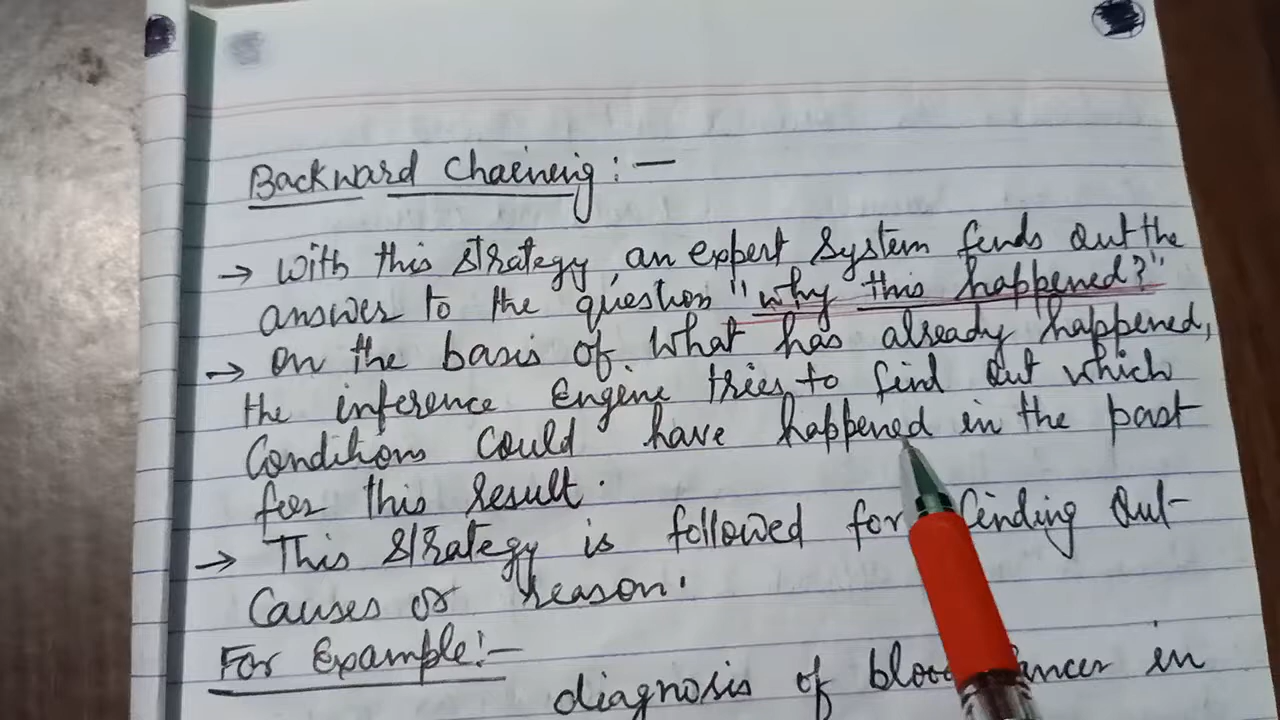 Backward Chaineing : —
→ With this strategy, an expert system finds out the
answer to the question "why this happened?"
→ On the basis of what has already happened,
the inference Engine tries to find out which
Conditions could have happened in the past
for this result.
→ This strategy is followed for finding out
Causes or reason.
For Example:-
diagnosis of blood cancer in